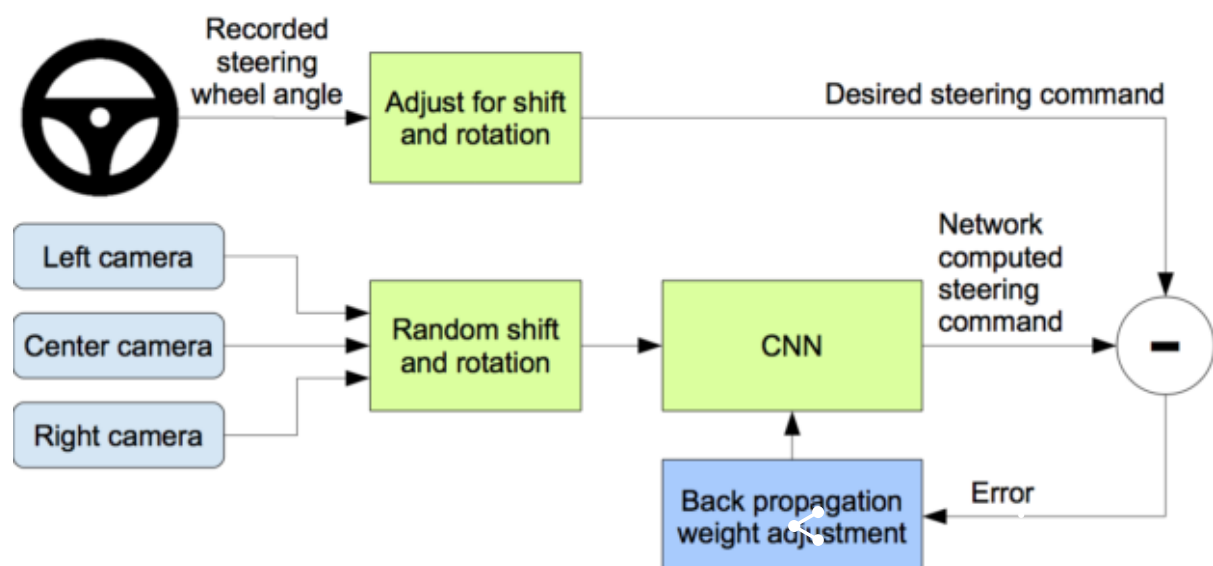 Recorded
steering
wheel angle
Adjust for shift
and rotation
Desired steering command
Left camera
Center camera
Right camera
Random shift
and rotation
CNN
Network
computed
steering
command
-
Back propagation
weight adjustment
Error